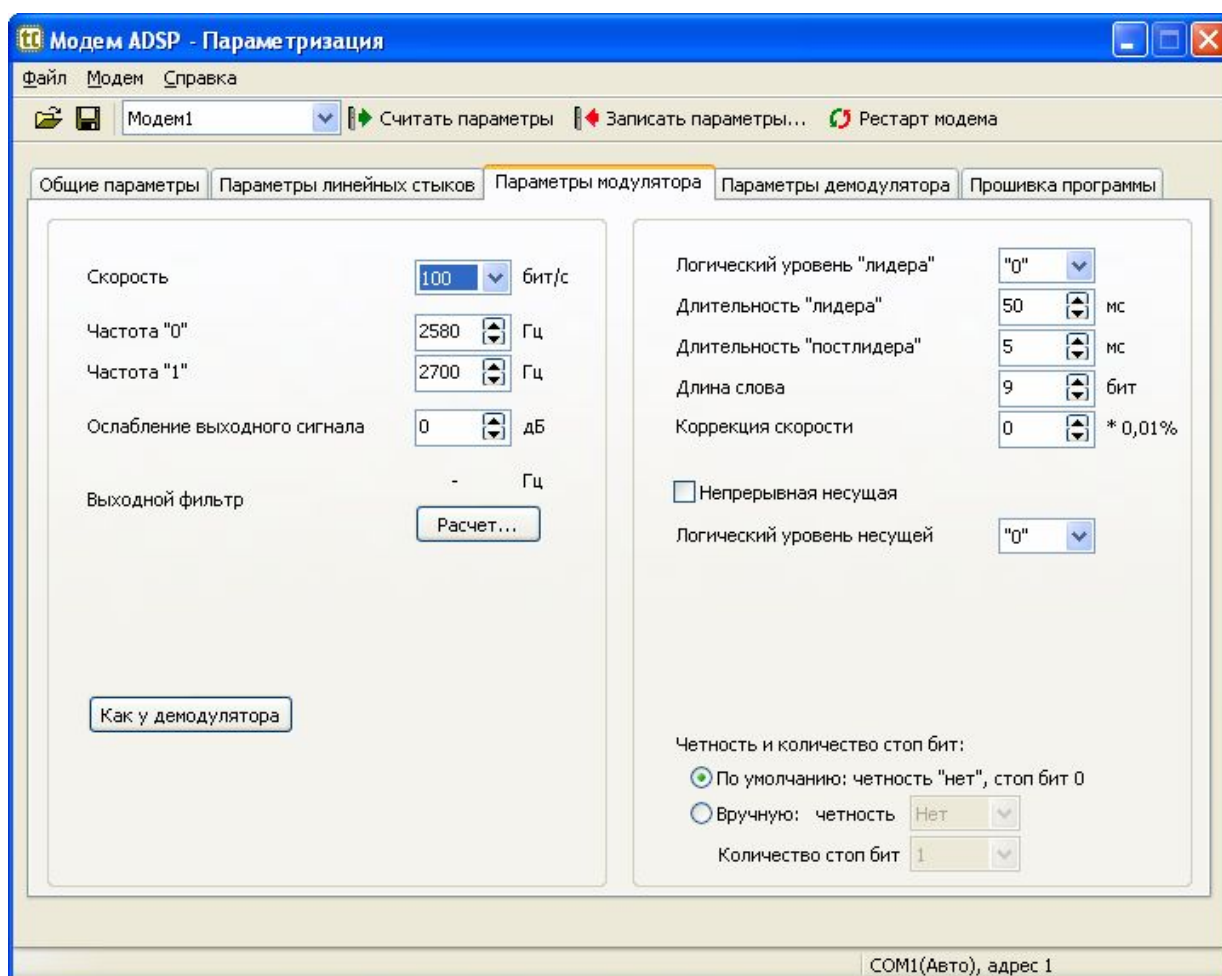 tc Модем ADSP - Параметризация
Файл Модем Справка
Модем1 Считать параметры Записать параметры... Рестарт модема
Общие параметры Параметры линейных стыков Параметры модулятора Параметры демодулятора Прошивка программы
Скорость 100 бит/с
Частота "0" 2580 Гц
Частота "1" 2700 Гц
Ослабление выходного сигнала 0 дБ
Выходной фильтр - Гц
Расчет...
Как у демодулятора
Логический уровень "лидера" "0"
Длительность "лидера" 50 мс
Длительность "постлидера" 5 мс
Длина слова 9 бит
Коррекция скорости 0 * 0,01%
Непрерывная несущая
Логический уровень несущей "0"
Четность и количество стоп бит:
По умолчанию: четность "нет", стоп бит 0
Вручную: четность Нет
Количество стоп бит 1
COM1(Авто), адрес 1